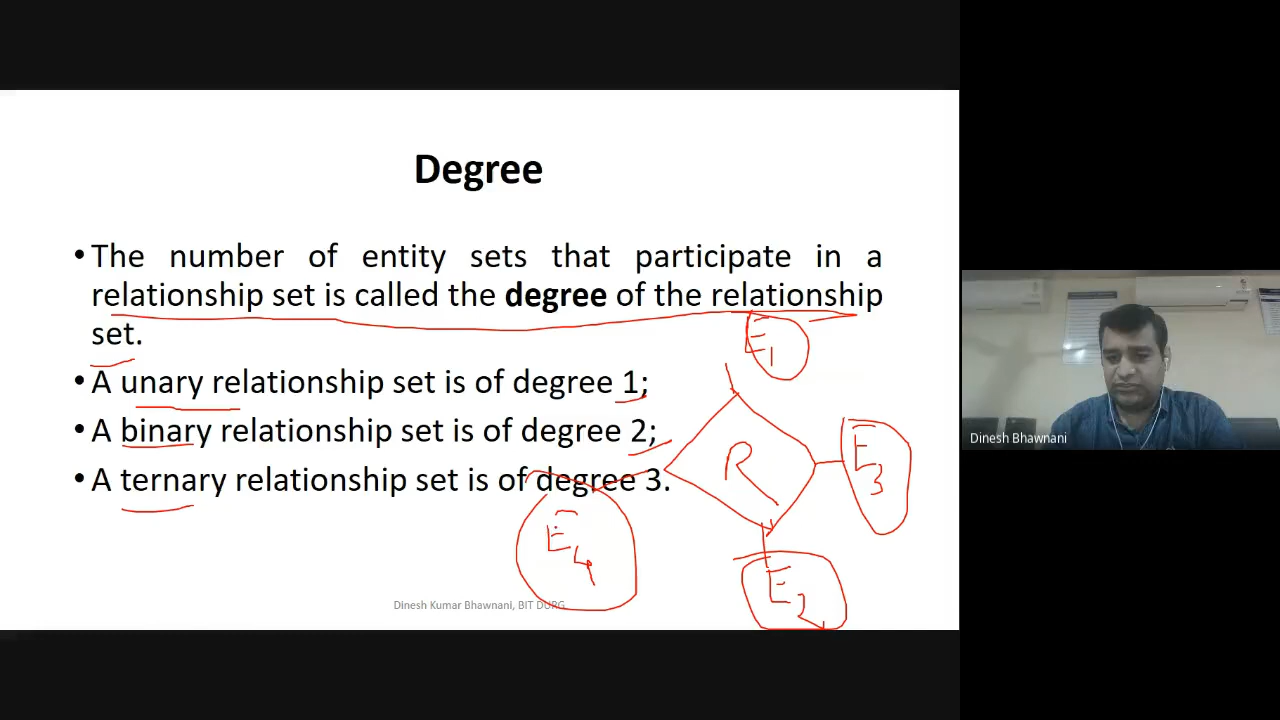 Degree
• The number of entity sets that participate in a
relationship set is called the degree of the relationship
set.
E1
• A unary relationship set is of degree 1;
• A binary relationship set is of degree 2;
R
E3
• A ternary relationship set is of degree 3.
E4
E2
Dinesh Kumar Bhawnani, BIT DURG
Dinesh Bhawnani